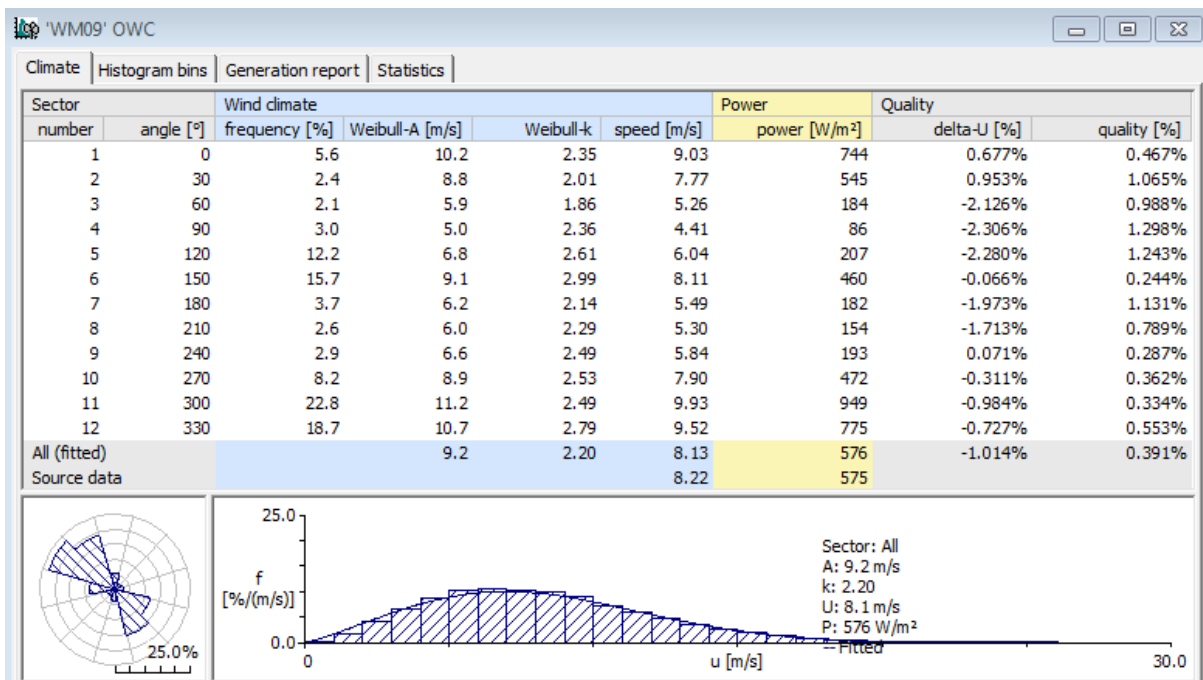 'WM09' OWC
Climate Histogram bins Generation report Statistics
Sector Wind climate Power Quality
number angle [°] frequency [%] Weibull-A [m/s] Weibull-k speed [m/s] power [W/m²] delta-U [%] quality [%]
1 0 5.6 10.2 2.35 9.03 744 0.677% 0.467%
2 30 2.4 8.8 2.01 7.77 545 0.953% 1.065%
3 60 2.1 5.9 1.86 5.26 184 -2.126% 0.988%
4 90 3.0 5.0 2.36 4.41 86 -2.306% 1.298%
5 120 12.2 6.8 2.61 6.04 207 -2.280% 1.243%
6 150 15.7 9.1 2.99 8.11 460 -0.066% 0.244%
7 180 3.7 6.2 2.14 5.49 182 -1.973% 1.131%
8 210 2.6 6.0 2.29 5.30 154 -1.713% 0.789%
9 240 2.9 6.6 2.49 5.84 193 0.071% 0.287%
10 270 8.2 8.9 2.53 7.90 472 -0.311% 0.362%
11 300 22.8 11.2 2.49 9.93 949 -0.984% 0.334%
12 330 18.7 10.7 2.79 9.52 775 -0.727% 0.553%
All (fitted) 9.2 2.20 8.13 576 -1.014% 0.391%
Source data 8.22 575
25.0%
25.0
f
[%/(m/s)]
0.0
0
u [m/s]
30.0
Sector: All
A: 9.2 m/s
k: 2.20
U: 8.1 m/s
P: 576 W/m²
-- Fitted